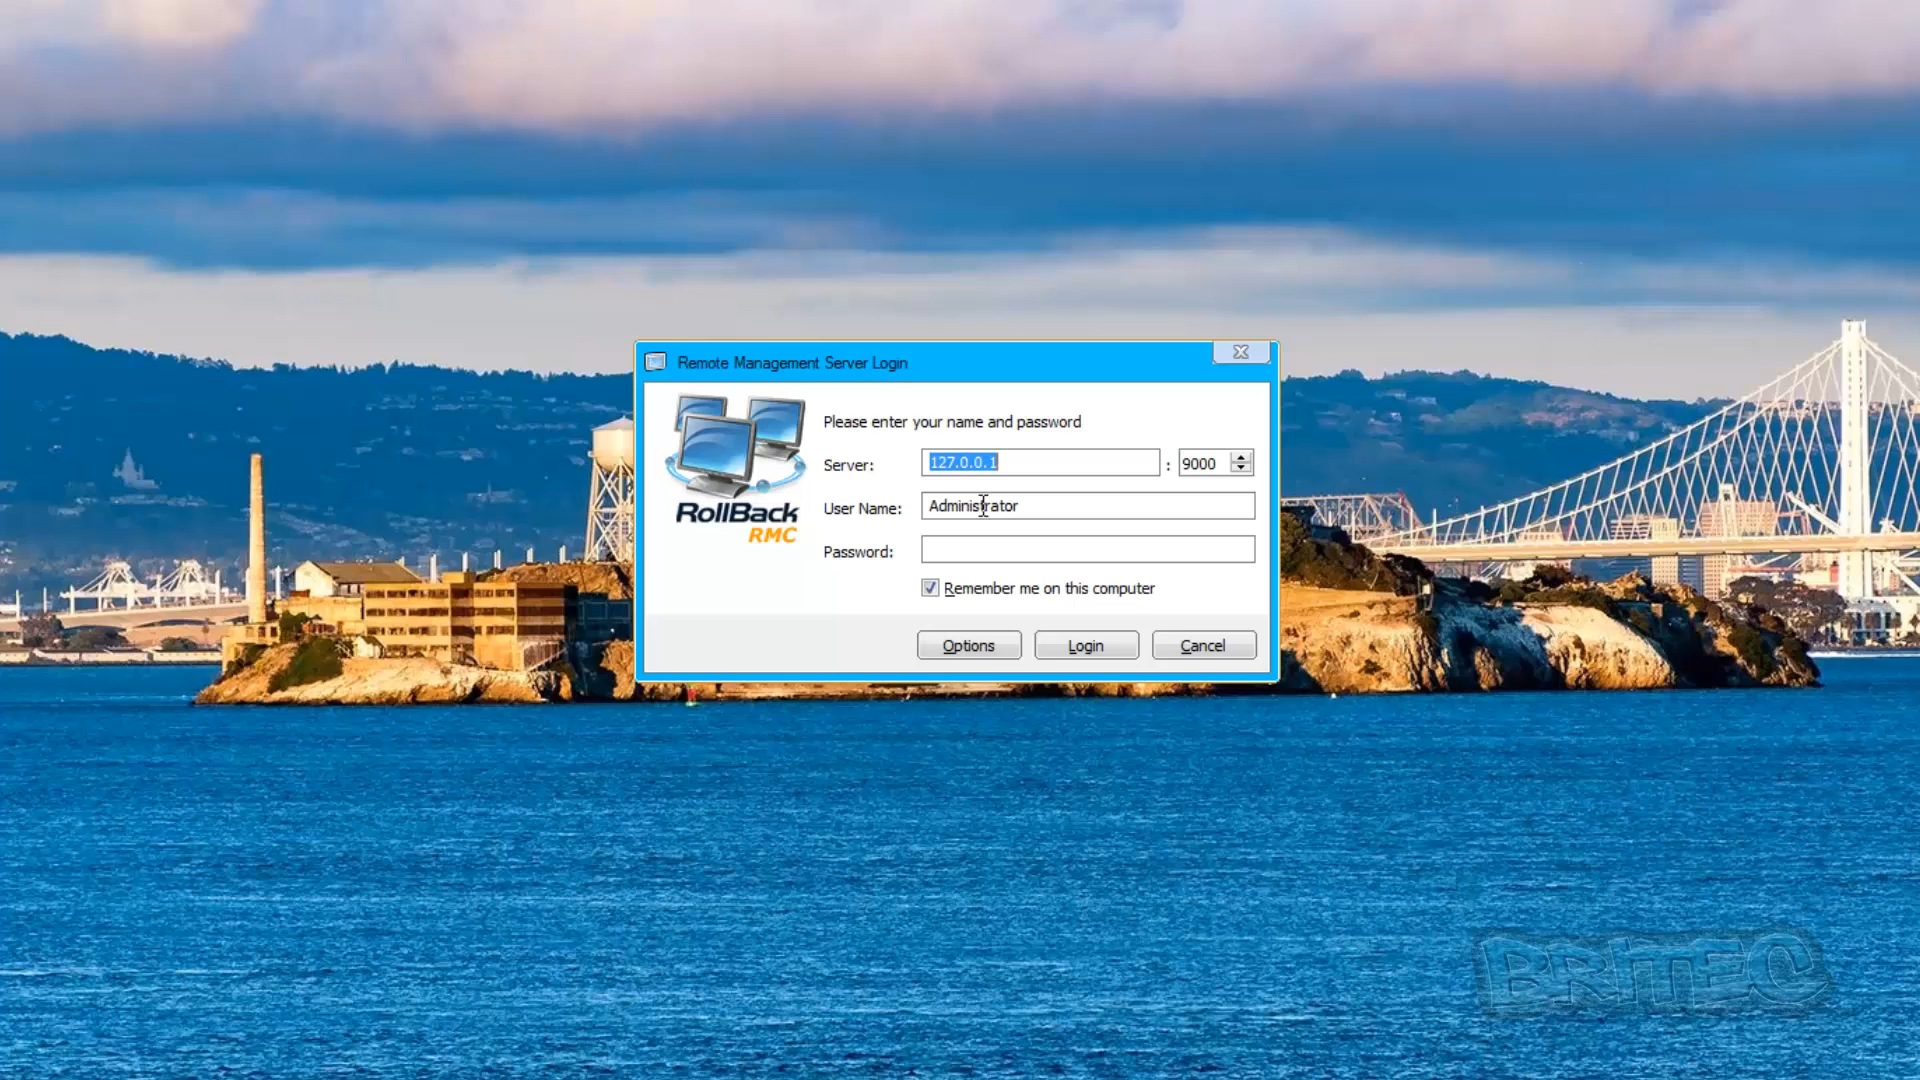 Remote Management Server Login
Please enter your name and password
Server: 127.0.0.1 : 9000
User Name: Administrator
Password:
Remember me on this computer
RollBack
RMC
Options Login Cancel
BRITEC